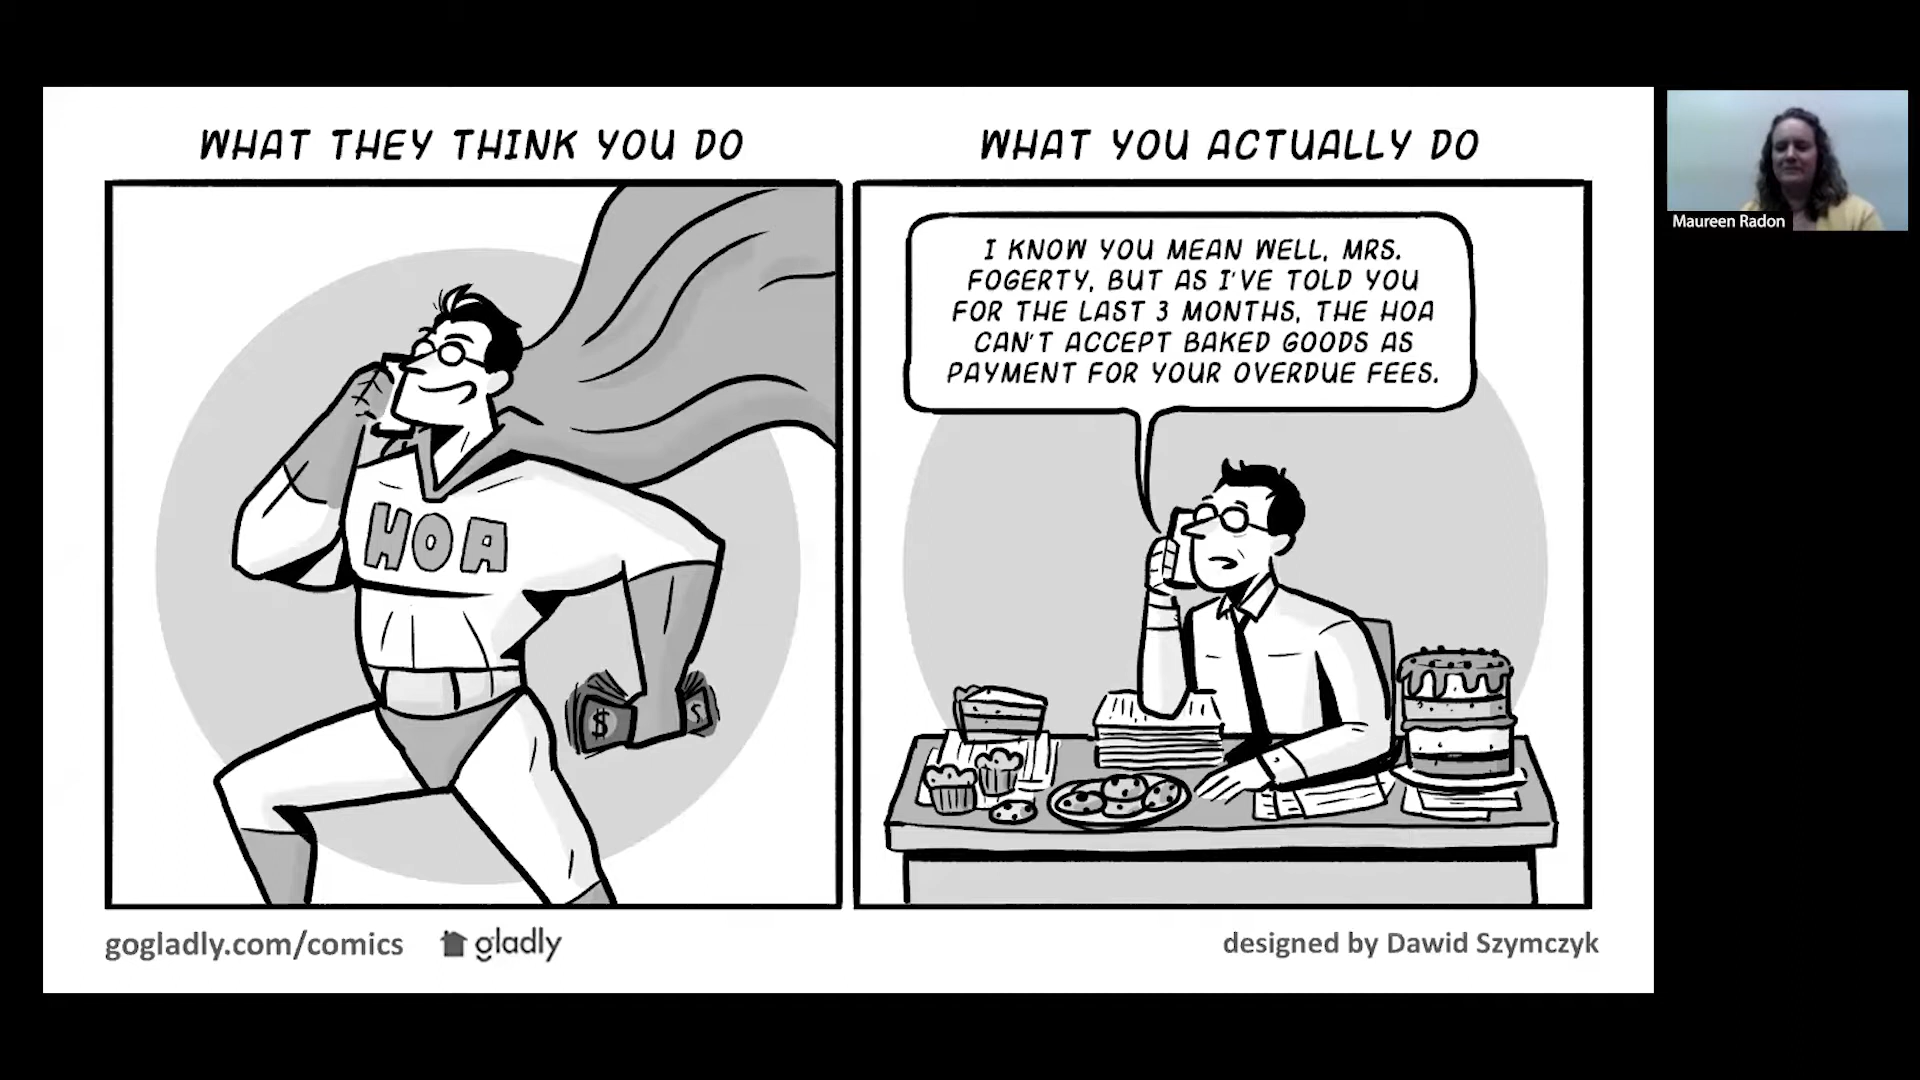 WHAT THEY THINK YOU DO
WHAT YOU ACTUALLY DO
I KNOW YOU MEAN WELL, MRS.
FOGERTY, BUT AS I'VE TOLD YOU
FOR THE LAST 3 MONTHS, THE HOA
CAN'T ACCEPT BAKED GOODS AS
PAYMENT FOR YOUR OVERDUE FEES.
HOA
$ $
gogladly.com/comics
gladly
designed by Dawid Szymczyk
Maureen Radon